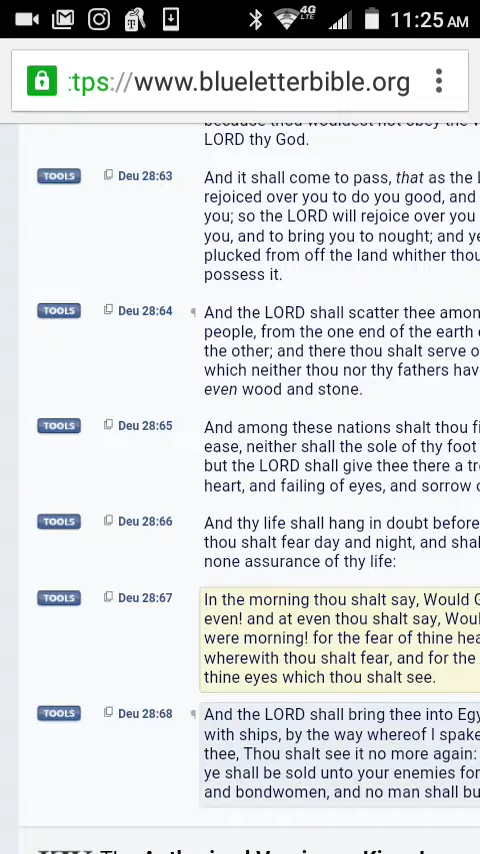 4G
LTE
11:25 AM
tps://www.blueletterbible.org
because thou wouldest not obey the
LORD thy God.
TOOLS Deu 28:63 And it shall come to pass, that as the
rejoiced over you to do you good, and
you; so the LORD will rejoice over you
you, and to bring you to nought; and
plucked from off the land whither
possess it.
TOOLS Deu 28:64 ¶ And the LORD shall scatter thee
people, from the one end of the earth
the other; and there thou shalt serve
which neither thou nor thy fathers
even wood and stone.
TOOLS Deu 28:65 And among these nations shalt thou
ease, neither shall the sole of thy foot
but the LORD shall give thee there a
heart, and failing of eyes, and sorrow
TOOLS Deu 28:66 And thy life shall hang in doubt before
thou shalt fear day and night, and
none assurance of thy life:
TOOLS Deu 28:67 In the morning thou shalt say, Would
even! and at even thou shalt say,
were morning! for the fear of thine
wherewith thou shalt fear, and for the
thine eyes which thou shalt see.
TOOLS Deu 28:68 ¶ And the LORD shall bring thee into
with ships, by the way whereof I spake
thee, Thou shalt see it no more again:
ye shall be sold unto your enemies for
and bondwomen, and no man shall